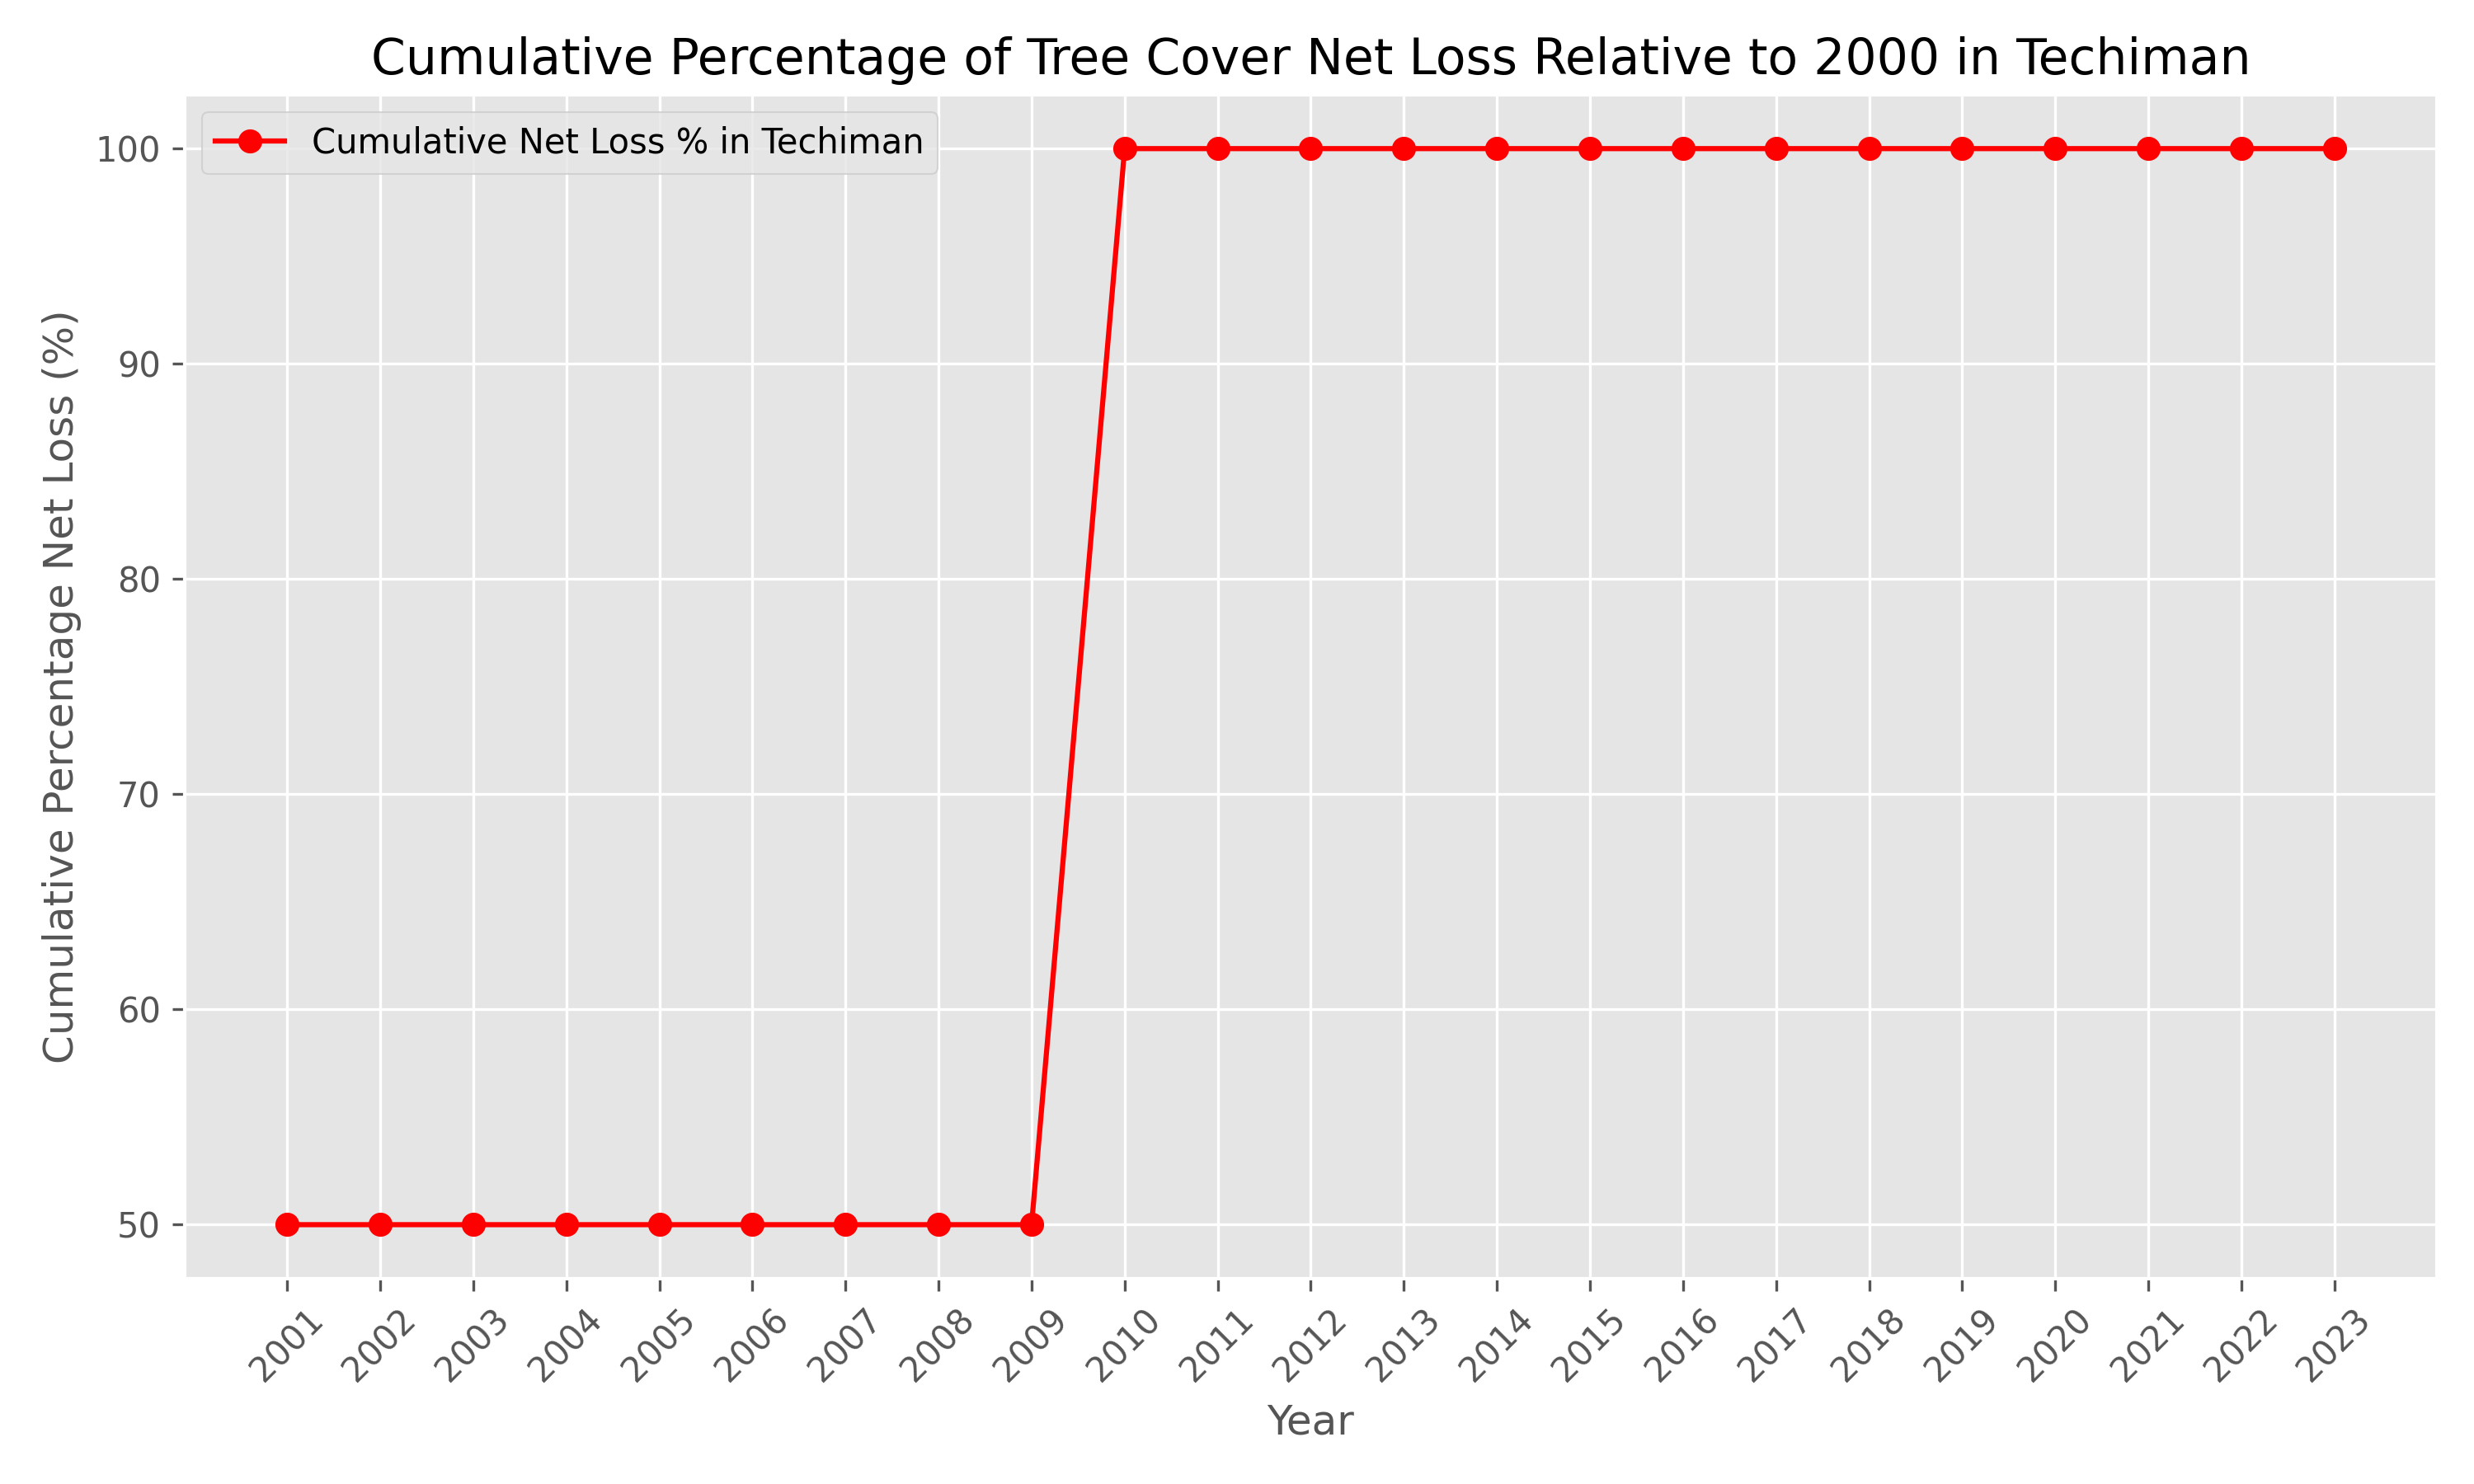 Cumulative Percentage of Tree Cover Net Loss Relative to 2000 in Techiman
Cumulative Net Loss % in Techiman
Cumulative Percentage Net Loss (%)
100
90
80
70
60
50
2001 2002 2003 2004 2005 2006 2007 2008 2009 2010 2011 2012 2013 2014 2015 2016 2017 2018 2019 2020 2021 2022 2023
Year